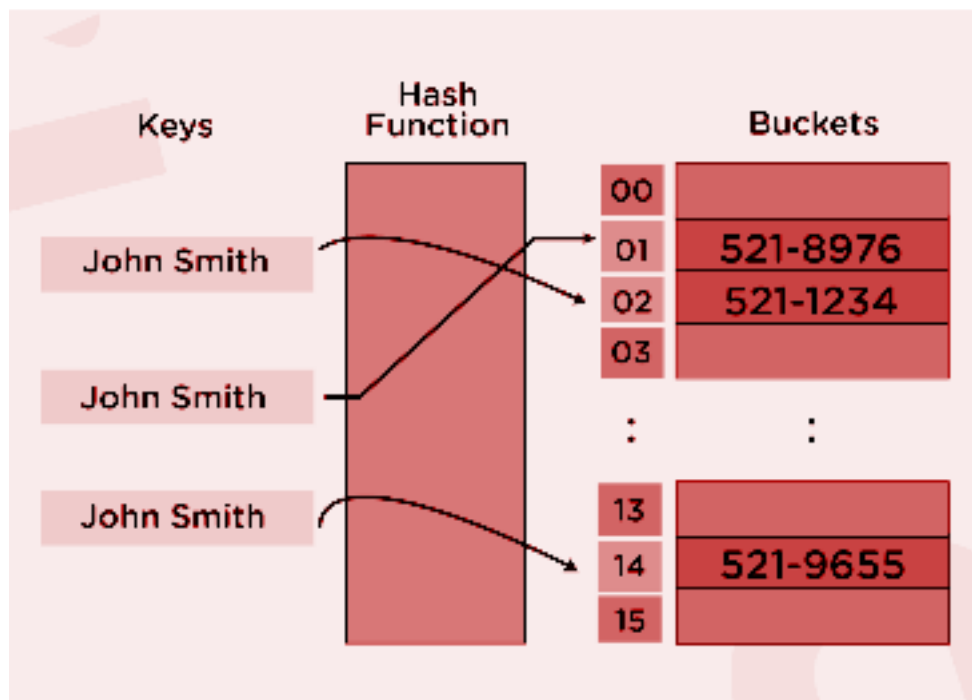 Keys
Hash
Function
Buckets
John Smith
John Smith
John Smith
00
01 521-8976
02 521-1234
03
: :
13
14 521-9655
15